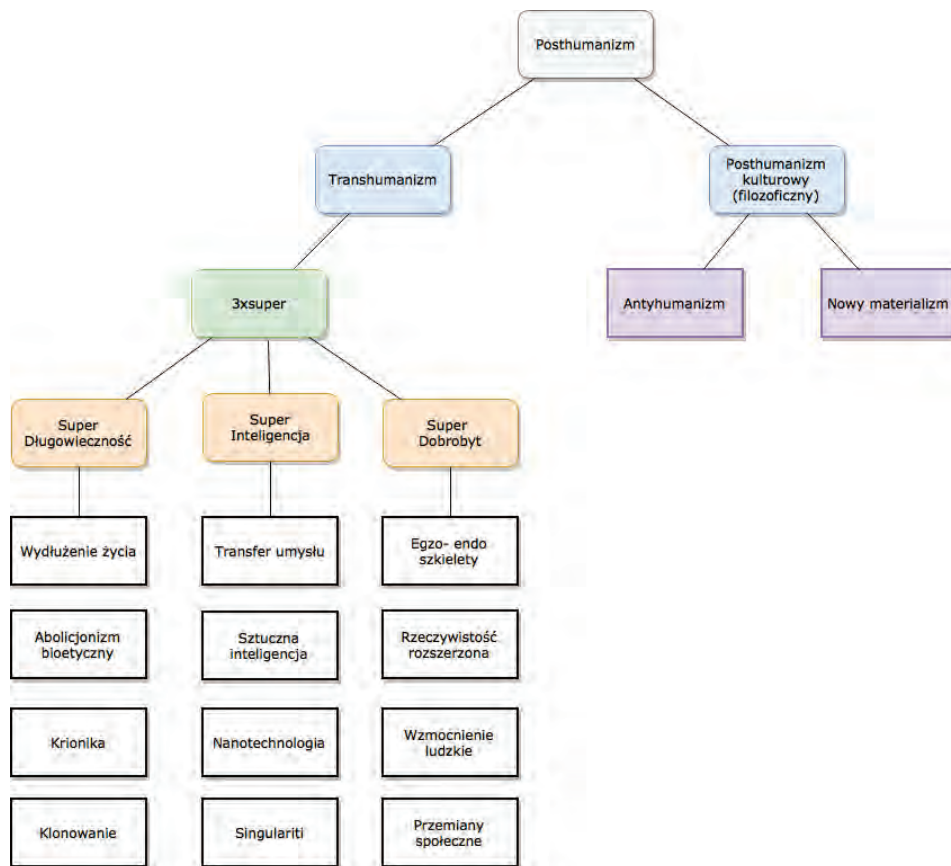 Posthumanizm
Transhumanizm
Posthumanizm
kulturowy
(filozoficzny)
3xsuper
Antyhumanizm
Nowy materializm
Super
Długowieczność
Super
Inteligencja
Super
Dobrobyt
Wydłużenie życia
Transfer umysłu
Egzo- endo
szkielety
Abolicjonizm
bioetyczny
Sztuczna
inteligencja
Rzeczywistość
rozszerzona
Krionika
Nanotechnologia
Wzmocnienie
ludzkie
Klonowanie
Singulariti
Przemiany
społeczne